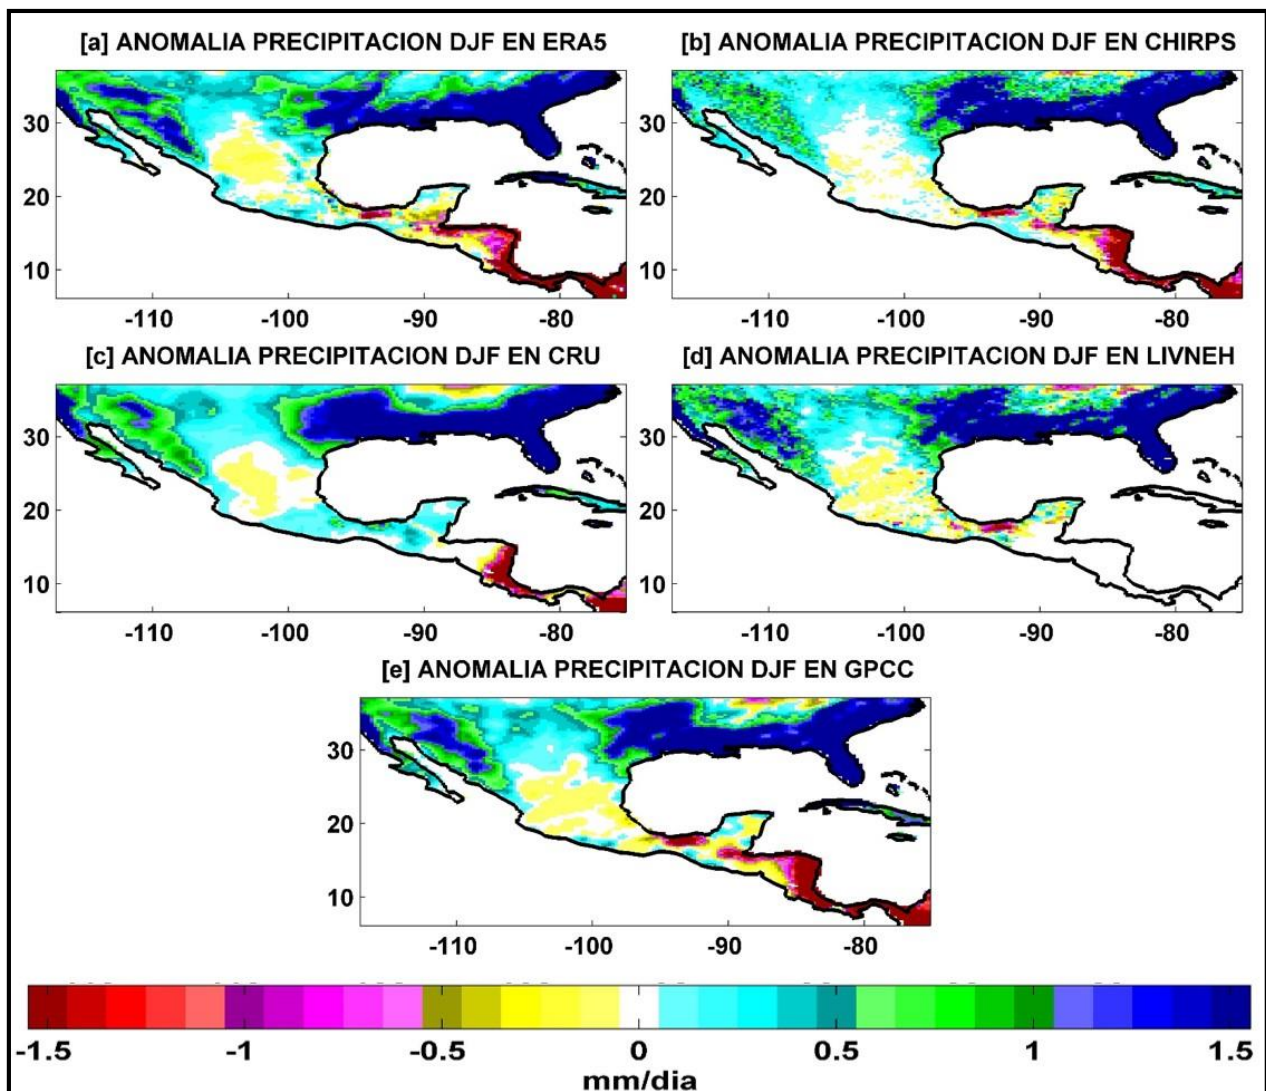 [a] ANOMALIA PRECIPITACION DJF EN ERA5
30
20
10
-110 -100 -90 -80
[b] ANOMALIA PRECIPITACION DJF EN CHIRPS
30
20
10
-110 -100 -90 -80
[c] ANOMALIA PRECIPITACION DJF EN CRU
30
20
10
-110 -100 -90 -80
[d] ANOMALIA PRECIPITACION DJF EN LIVNEH
30
20
10
-110 -100 -90 -80
[e] ANOMALIA PRECIPITACION DJF EN GPCC
30
20
10
-110 -100 -90 -80
-1.5 -1 -0.5 0 0.5 1 1.5
mm/dia